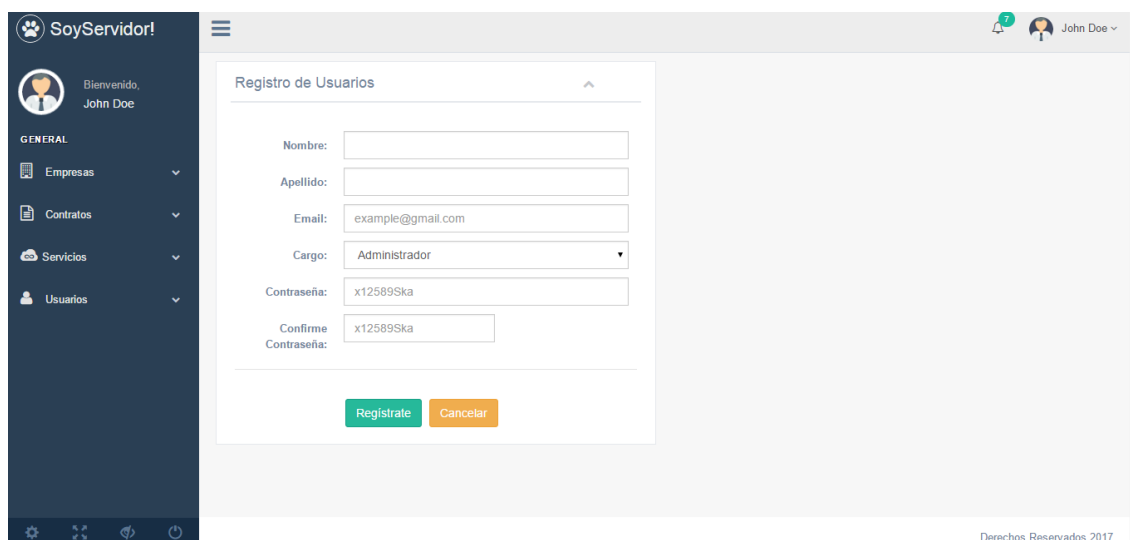 SoyServidor!
7
John Doe
Bienvenido,
John Doe
GENERAL
Empresas
Contratos
Servicios
Usuarios
Registro de Usuarios
Nombre:
Apellido:
Email: example@gmail.com
Cargo: Administrador
Contraseña: x12589Ska
Confirme Contraseña: x12589Ska
Regístrate Cancelar
Derechos Reservados 2017